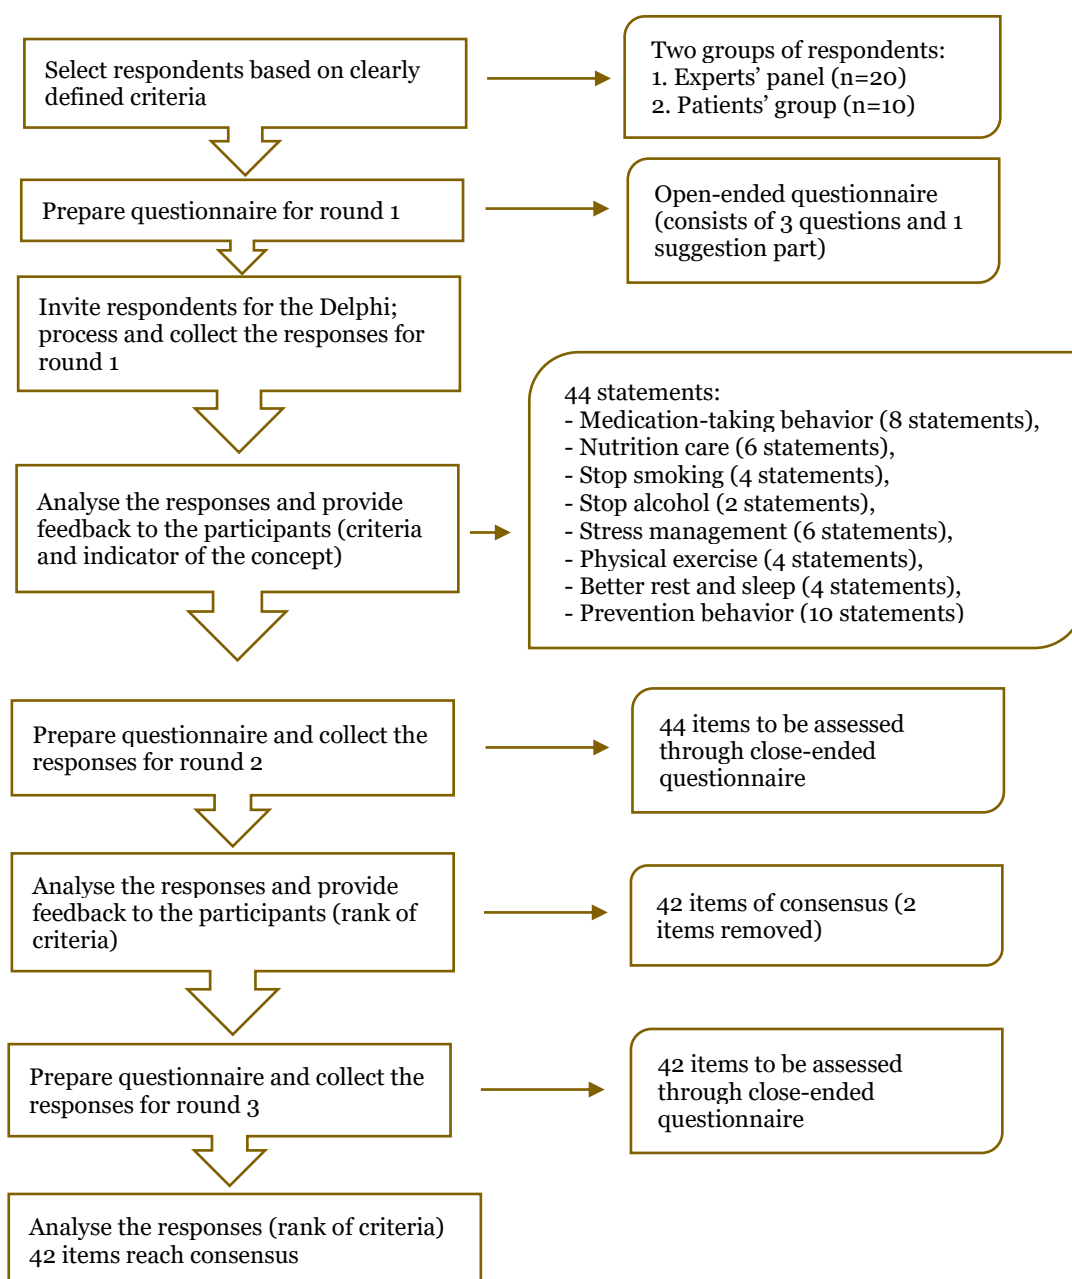 Select respondents based on clearly
defined criteria
Two groups of respondents:
1. Experts’ panel (n=20)
2. Patients’ group (n=10)
Prepare questionnaire for round 1
Open-ended questionnaire
(consists of 3 questions and 1
suggestion part)
Invite respondents for the Delphi;
process and collect the responses for
round 1
Analyse the responses and provide
feedback to the participants (criteria
and indicator of the concept)
44 statements:
- Medication-taking behavior (8 statements),
- Nutrition care (6 statements),
- Stop smoking (4 statements),
- Stop alcohol (2 statements),
- Stress management (6 statements),
- Physical exercise (4 statements),
- Better rest and sleep (4 statements),
- Prevention behavior (10 statements)
Prepare questionnaire and collect the
responses for round 2
44 items to be assessed
through close-ended
questionnaire
Analyse the responses and provide
feedback to the participants (rank of
criteria)
42 items of consensus (2
items removed)
Prepare questionnaire and collect the
responses for round 3
42 items to be assessed
through close-ended
questionnaire
Analyse the responses (rank of criteria)
42 items reach consensus